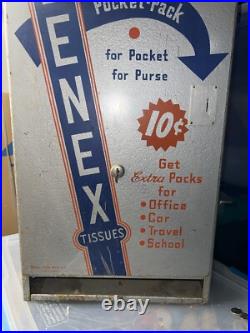 Pocket-Pack
ENEX
TISSUES
for Pocket
for Purse
10¢
Get
Extra Packs
for
• Office
• Car
• Travel
• School